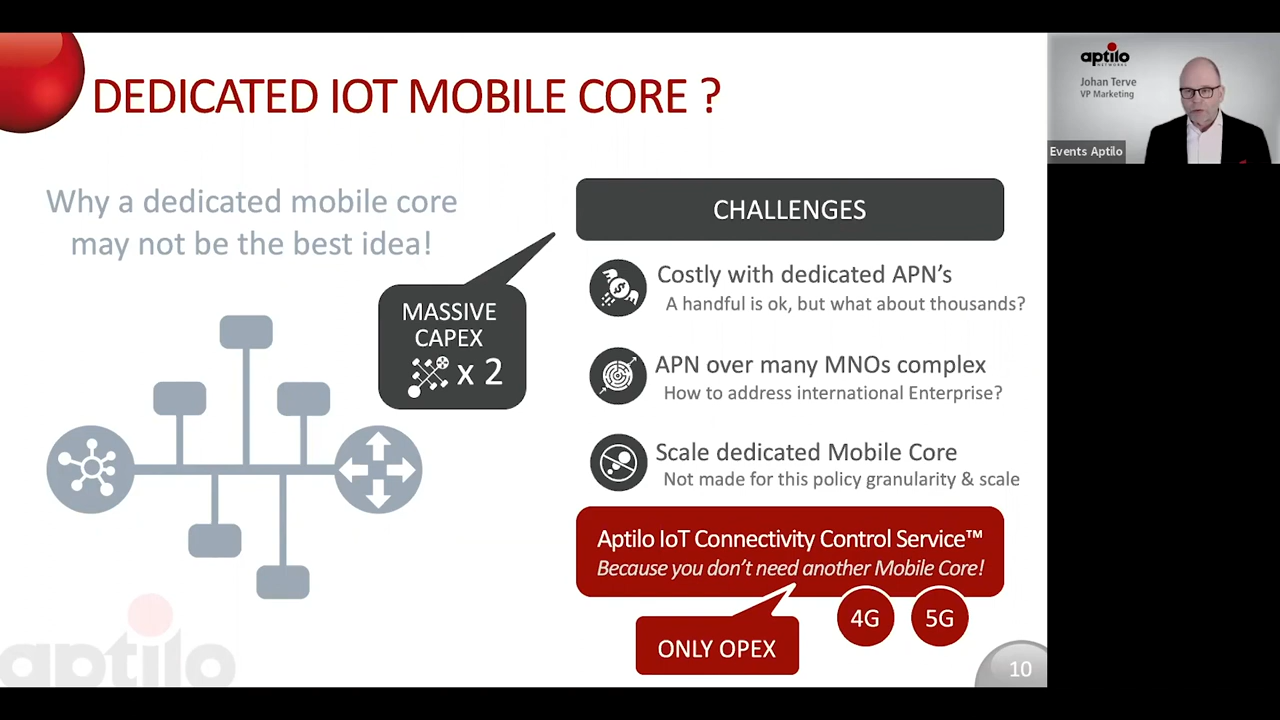 DEDICATED IOT MOBILE CORE ?
Why a dedicated mobile core
may not be the best idea!
MASSIVE
CAPEX
x 2
CHALLENGES
Costly with dedicated APN's
A handful is ok, but what about thousands?
APN over many MNOs complex
How to address international Enterprise?
Scale dedicated Mobile Core
Not made for this policy granularity & scale
Aptilo IoT Connectivity Control Service™
Because you don't need another Mobile Core!
4G
5G
ONLY OPEX
aptilo
10
aptilo
NETWORKS
Johan Terve
VP Marketing
Events Aptilo